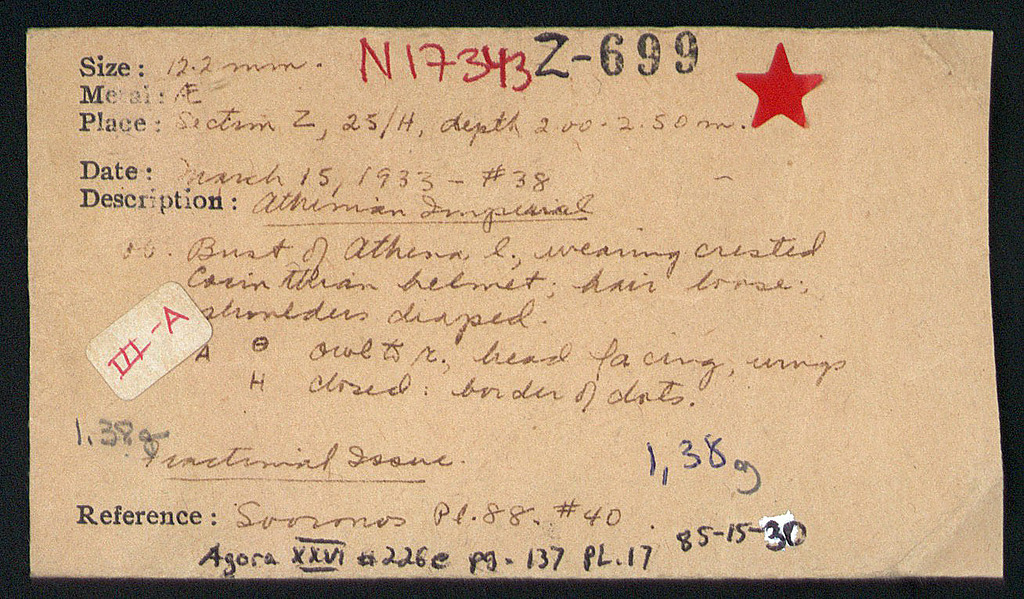 Size: 12.2 mm. N17343 Z-699
Metal: Æ
Place: Section Z, 25/H, depth 2.00-2.50 m.
Date: March 15, 1933 - #38
Description: Athenian Imperial
ob. Bust of Athena l., wearing crested
Corinthian helmet; hair loose;
shoulders draped.
III-A
A Θ owl to r., head facing, wings
H closed: border of dots.
1.38g
Fractional Issue.
1,38g
Reference: Svoronos Pl. 88. #40
85-15-30
Agora XXVI #226e pg. 137 PL.17